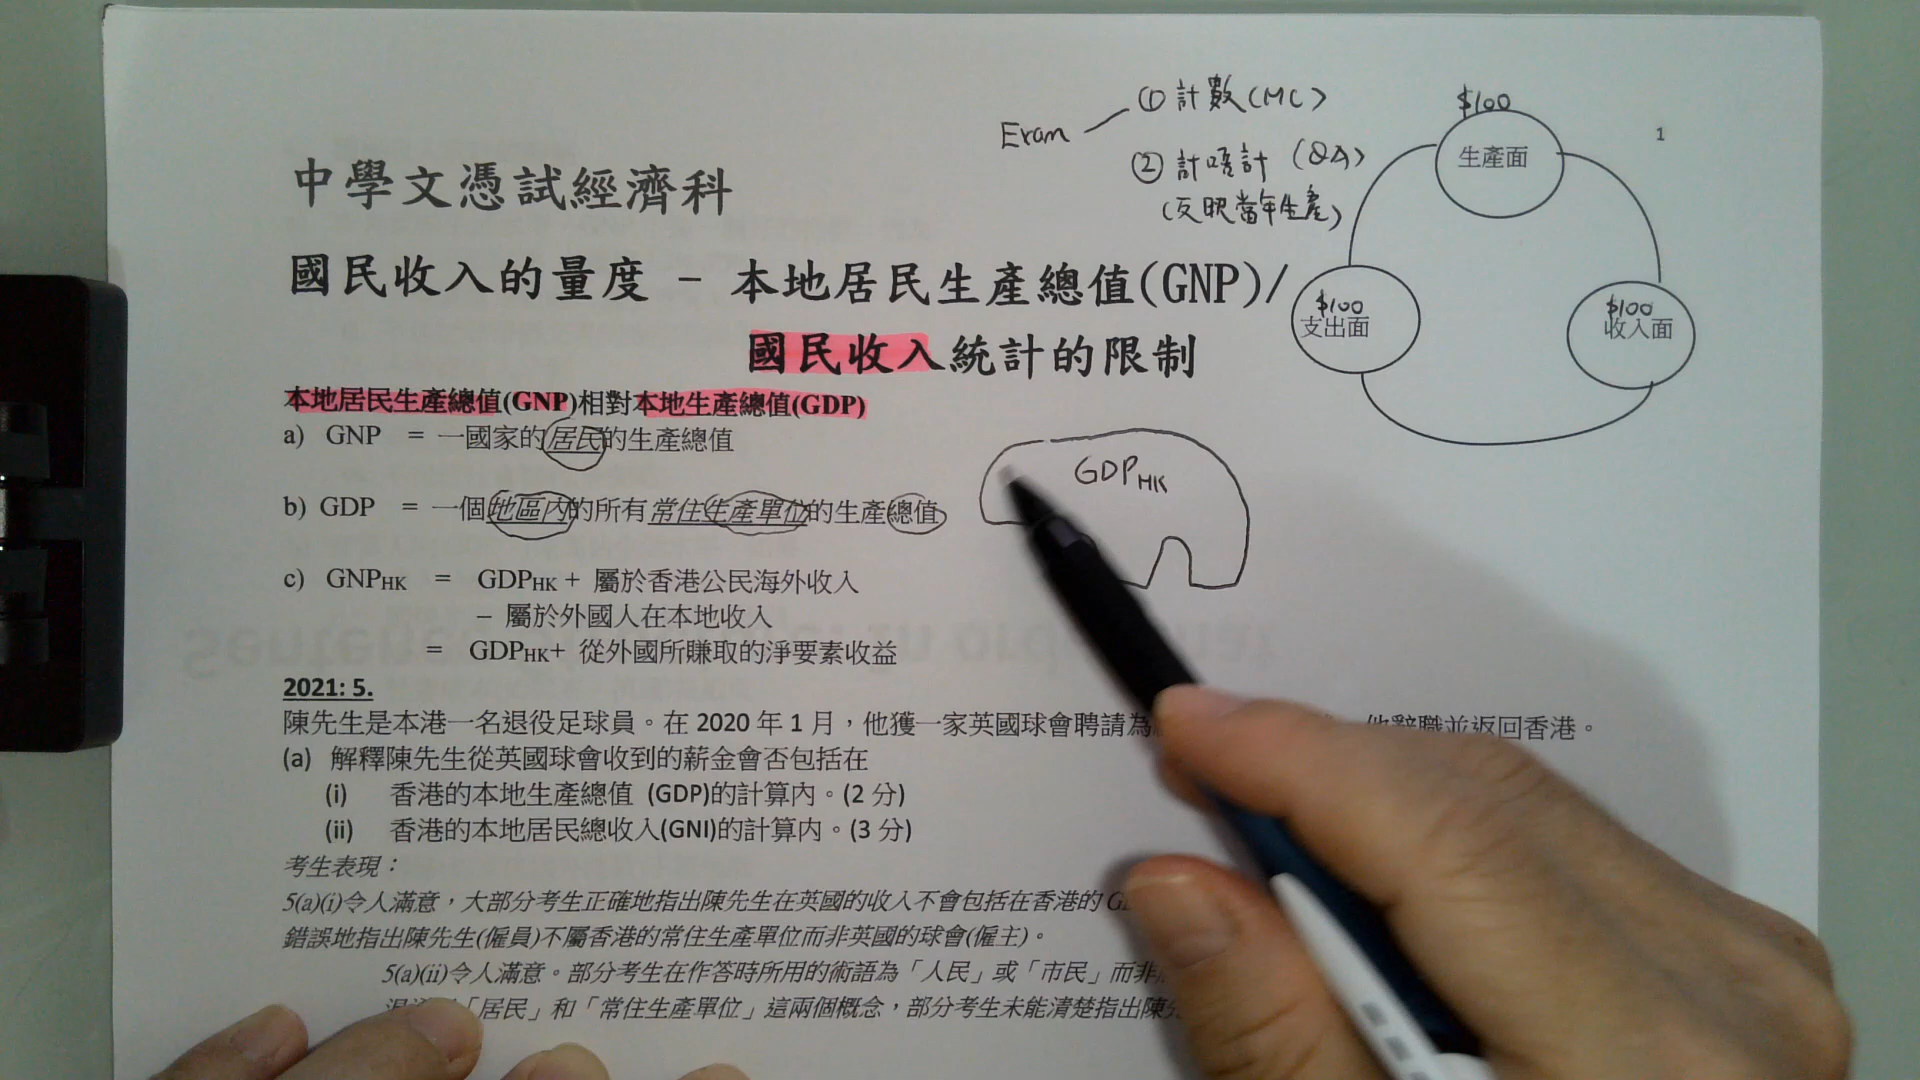 Exam
① 計數 (MC)
② 計唔計 (QA)
(反映當年生產)
$100
生產面
1
$100
支出面
$100
收入面
中學文憑試經濟科
國民收入的量度 – 本地居民生產總值(GNP)/
國民收入統計的限制
本地居民生產總值(GNP)相對本地生產總值(GDP)
a) GNP = 一國家的居民的生產總值
b) GDP = 一個地區內的所有常住生產單位的生產總值
GDPHK
c) GNPHK = GDPHK + 屬於香港公民海外收入
– 屬於外國人在本地收入
= GDPHK+ 從外國所賺取的淨要素收益
2021: 5.
陳先生是本港一名退役足球員。在 2020 年 1 月，他獲一家英國球會聘請為 他辭職並返回香港。
(a) 解釋陳先生從英國球會收到的薪金會否包括在
(i) 香港的本地生產總值 (GDP)的計算內。(2 分)
(ii) 香港的本地居民總收入(GNI)的計算內。(3 分)
考生表現：
5(a)(i)令人滿意，大部分考生正確地指出陳先生在英國的收入不會包括在香港的
錯誤地指出陳先生(僱員)不屬香港的常住生產單位而非英國的球會(僱主)。
5(a)(ii)令人滿意。部分考生在作答時所用的術語為「人民」或「市民」而非
「居民」和「常住生產單位」這兩個概念，部分考生未能清楚指出陳